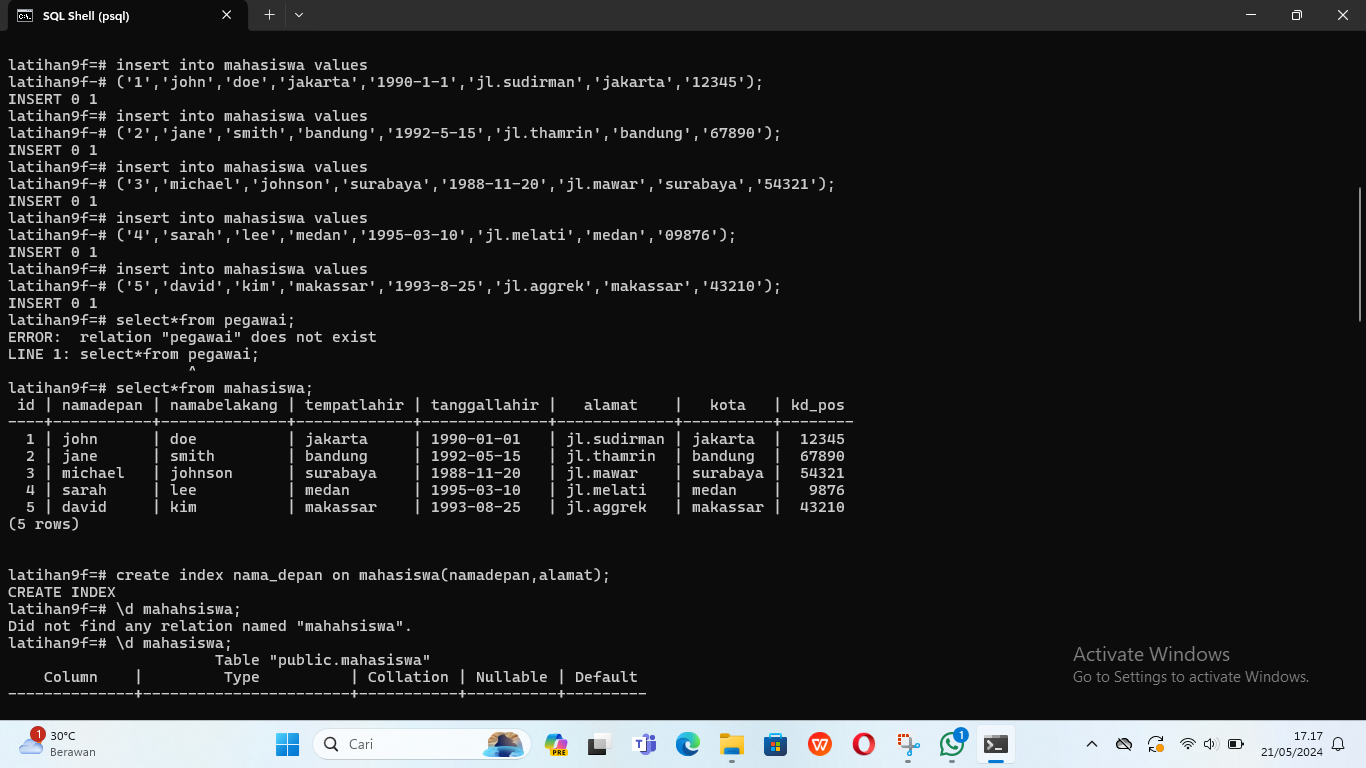 SQL Shell (psql)
latihan9f=# insert into mahasiswa values
latihan9f-# ('1','john','doe','jakarta','1990-1-1','jl.sudirman','jakarta','12345');
INSERT 0 1
latihan9f=# insert into mahasiswa values
latihan9f-# ('2','jane','smith','bandung','1992-5-15','jl.thamrin','bandung','67890');
INSERT 0 1
latihan9f=# insert into mahasiswa values
latihan9f-# ('3','michael','johnson','surabaya','1988-11-20','jl.mawar','surabaya','54321');
INSERT 0 1
latihan9f=# insert into mahasiswa values
latihan9f-# ('4','sarah','lee','medan','1995-03-10','jl.melati','medan','09876');
INSERT 0 1
latihan9f=# insert into mahasiswa values
latihan9f-# ('5','david','kim','makassar','1993-8-25','jl.aggrek','makassar','43210');
INSERT 0 1
latihan9f=# select*from pegawai;
ERROR:  relation "pegawai" does not exist
LINE 1: select*from pegawai;
                    ^
latihan9f=# select*from mahasiswa;
 id | namadepan | namabelakang | tempatlahir | tanggallahir |   alamat    |   kota   | kd_pos
----+-----------+--------------+-------------+--------------+-------------+----------+--------
  1 | john      | doe          | jakarta     | 1990-01-01   | jl.sudirman | jakarta  |  12345
  2 | jane      | smith        | bandung     | 1992-05-15   | jl.thamrin  | bandung  |  67890
  3 | michael   | johnson      | surabaya    | 1988-11-20   | jl.mawar    | surabaya |  54321
  4 | sarah     | lee          | medan       | 1995-03-10   | jl.melati   | medan    |   9876
  5 | david     | kim          | makassar    | 1993-08-25   | jl.aggrek   | makassar |  43210
(5 rows)
latihan9f=# create index nama_depan on mahasiswa(namadepan,alamat);
CREATE INDEX
latihan9f=# \d mahahsiswa;
Did not find any relation named "mahahsiswa".
latihan9f=# \d mahasiswa;
                       Table "public.mahasiswa"
    Column    |         Type          | Collation | Nullable | Default
--------------+-----------------------+-----------+----------+---------
Activate Windows
Go to Settings to activate Windows.
1
30°C
Berawan
Cari
PRE
1
17.17
21/05/2024